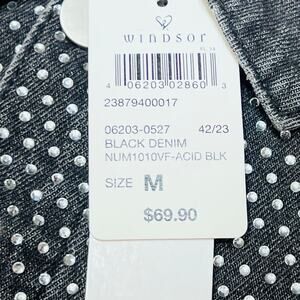 WINDSOR
4 06203 02860 3
23879400017
06203-0527 42/23
BLACK DENIM
NUM1010VF-ACID BLK
SIZE M
$69.90